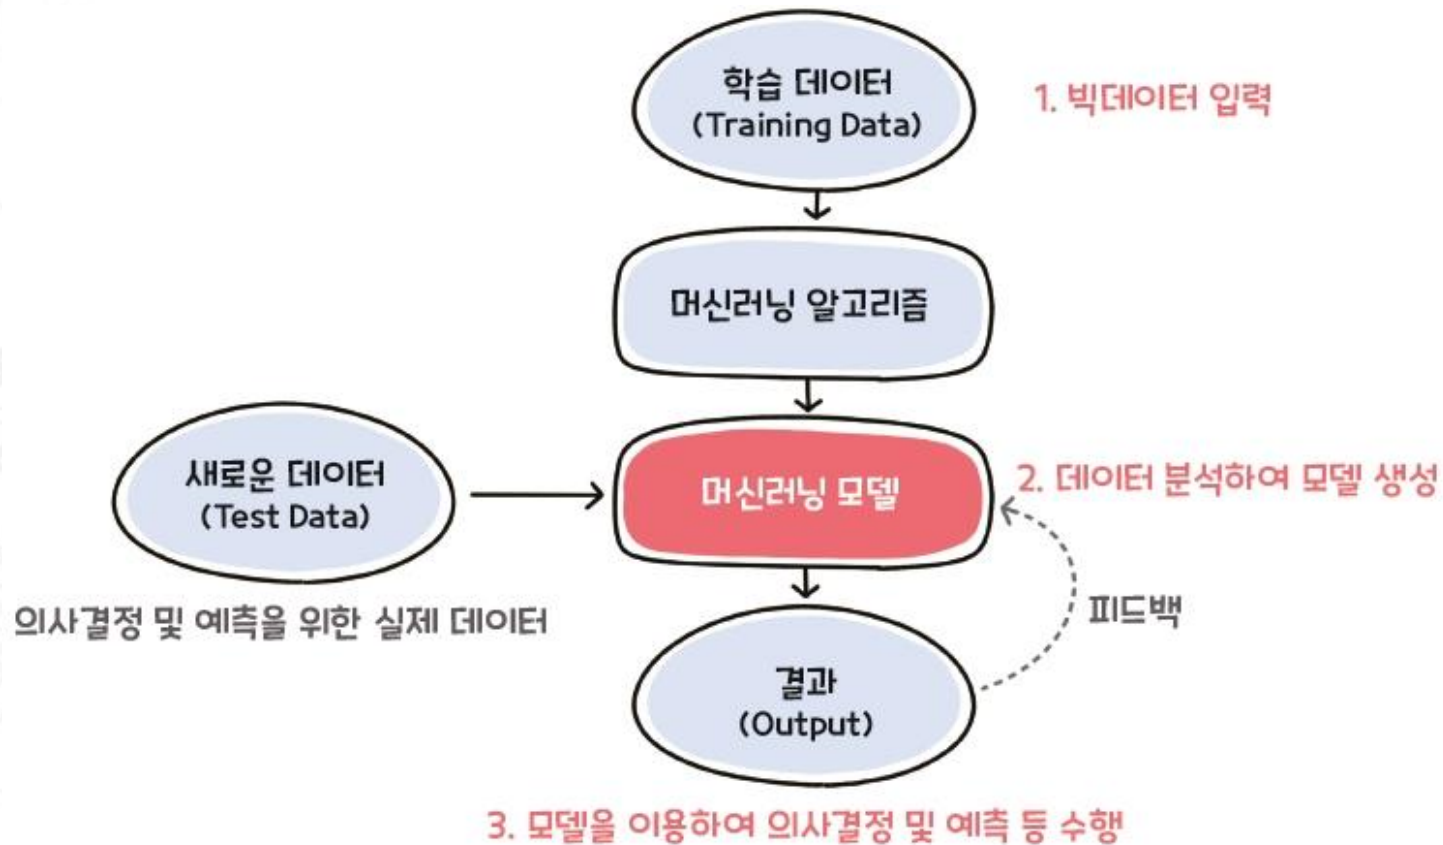 학습 데이터
(Training Data)
1. 빅데이터 입력
머신러닝 알고리즘
새로운 데이터
(Test Data)
머신러닝 모델
2. 데이터 분석하여 모델 생성
의사결정 및 예측을 위한 실제 데이터
피드백
결과
(Output)
3. 모델을 이용하여 의사결정 및 예측 등 수행